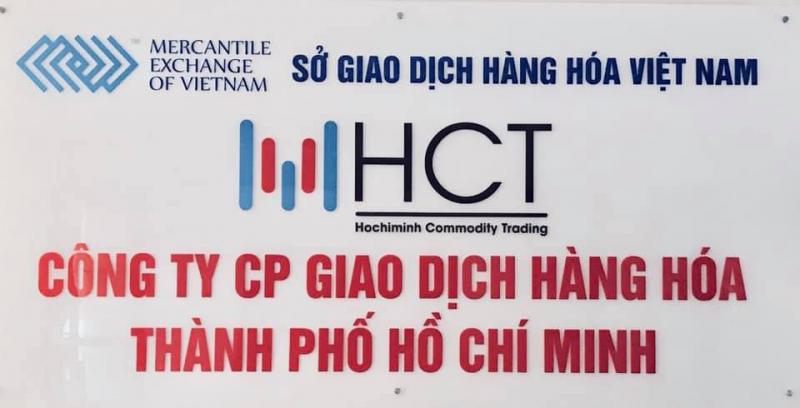 MERCANTILE
EXCHANGE
OF VIETNAM
™
SỞ GIAO DỊCH HÀNG HÓA VIỆT NAM
HCT
Hochiminh Commodity Trading
CÔNG TY CP GIAO DỊCH HÀNG HÓA
THÀNH PHỐ HỒ CHÍ MINH